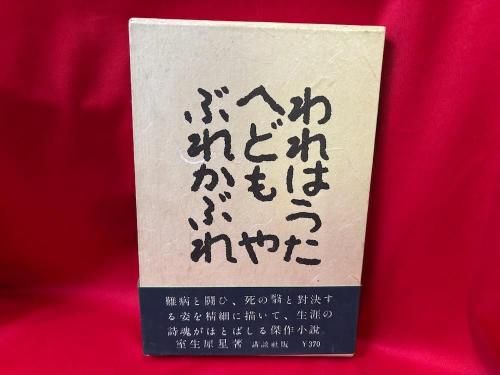 われはうた
へども や
ぶれかぶれ
難病と闘ひ、死の翳と對決す
る姿を精細に描いて、生涯の
詩魂がほとばしる傑作小說。
室生犀星著 講談社版 ¥370